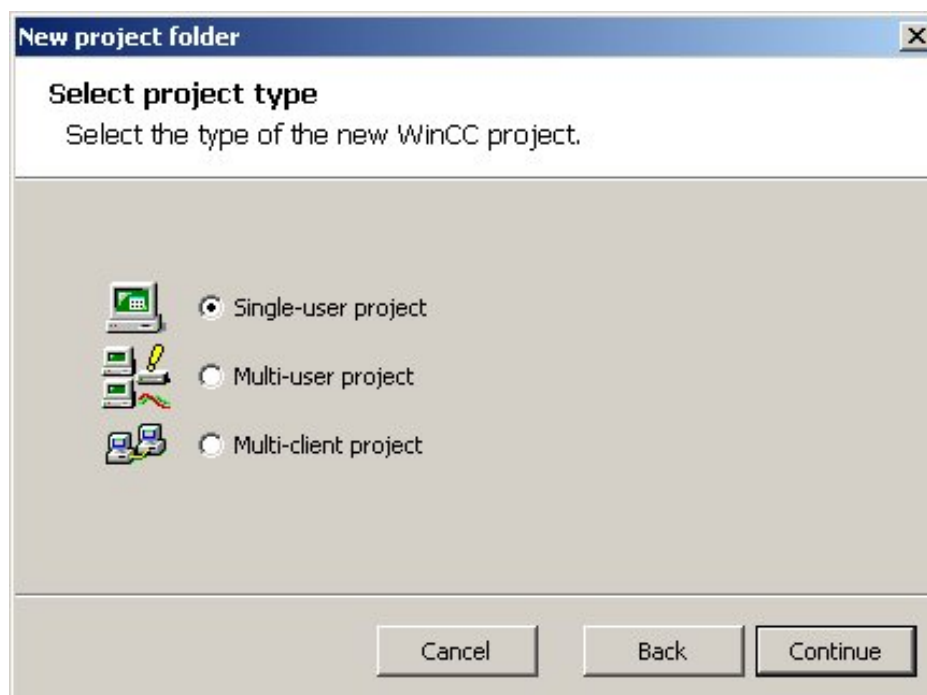 New project folder
Select project type
Select the type of the new WinCC project.
Single-user project
Multi-user project
Multi-client project
Cancel
Back
Continue